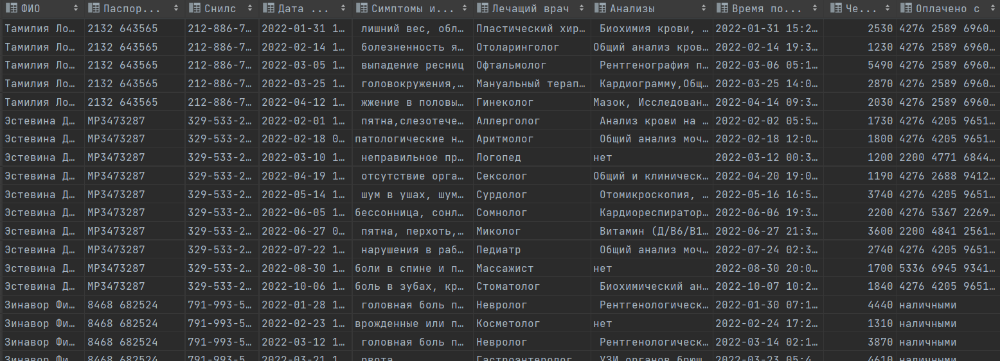 ФИО Паспор... Снилс Дата ... Симптомы и... Лечащий врач Анализы Время по... Че... Оплачено с
Тамилия Ло... 2132 643565 212-886-7... 2022-01-31 1... лишний вес, обл... Пластический хир... Биохимия крови, ... 2022-01-31 15:2... 2530 4276 2589 6960...
Тамилия Ло... 2132 643565 212-886-7... 2022-02-14 1... болезненность я... Отоларинголог Общий анализ кров... 2022-02-14 19:3... 1230 4276 2589 6960...
Тамилия Ло... 2132 643565 212-886-7... 2022-03-05 1... выпадение ресниц Офтальмолог Рентгенография п... 2022-03-06 05:1... 5490 4276 2589 6960...
Тамилия Ло... 2132 643565 212-886-7... 2022-03-25 1... головокружения,... Мануальный терап... Кардиограмму,Общ... 2022-03-25 14:0... 2870 4276 2589 6960...
Тамилия Ло... 2132 643565 212-886-7... 2022-04-12 1... жжение в половы... Гинеколог Мазок, Исследован... 2022-04-14 09:3... 2030 4276 2589 6960...
Эстевина Д... МР3473287 329-533-2... 2022-02-01 1... пятна,слезотече... Аллерголог Анализ крови на ... 2022-02-02 05:5... 1730 4276 4205 9651...
Эстевина Д... МР3473287 329-533-2... 2022-02-18 0... патологические н... Аритмолог Общий анализ моч... 2022-02-18 12:0... 1800 4276 4205 9651...
Эстевина Д... МР3473287 329-533-2... 2022-03-10 1... неправильное пр... Логопед нет 2022-03-12 00:3... 1200 2200 4771 6844...
Эстевина Д... МР3473287 329-533-2... 2022-04-19 1... отсутствие орга... Сексолог Общий и клиническ... 2022-04-20 19:0... 1190 4276 2688 9412...
Эстевина Д... МР3473287 329-533-2... 2022-05-14 1... шум в ушах, шум... Сурдолог Отомикроскопия, ... 2022-05-16 16:5... 3740 4276 4205 9651...
Эстевина Д... МР3473287 329-533-2... 2022-06-05 1... бессонница, сонл... Сомнолог Кардиореспиратор... 2022-06-06 19:3... 2200 4276 5367 2269...
Эстевина Д... МР3473287 329-533-2... 2022-06-27 0... пятна, перхоть,... Миколог Витамин (Д/В6/В1... 2022-06-27 21:3... 3600 2200 4841 2561...
Эстевина Д... МР3473287 329-533-2... 2022-07-22 1... нарушения в раб... Педиатр Общий анализ моч... 2022-07-24 02:3... 2740 4276 4205 9651...
Эстевина Д... МР3473287 329-533-2... 2022-08-30 1... боли в спине и п... Массажист нет 2022-08-30 20:0... 1700 5336 6945 9341...
Эстевина Д... МР3473287 329-533-2... 2022-10-06 1... боль в зубах, кр... Стоматолог Биохимический ан... 2022-10-07 10:2... 1840 4276 4205 9651...
Зинавор Фи... 8468 682524 791-993-5... 2022-01-28 1... головная боль п... Невролог Рентгенологическ... 2022-01-30 07:1... 4440 наличными
Зинавор Фи... 8468 682524 791-993-5... 2022-02-23 1... врожденные или п... Косметолог нет 2022-02-24 17:2... 1310 наличными
Зинавор Фи... 8468 682524 791-993-5... 2022-03-12 1... головная боль п... Невролог Рентгенологическ... 2022-03-14 02:1... 3870 наличными
Зинавор Фи... 8468 682524 791-993-5... 2022-03-21 1... рвота Гастроэнтеролог УЗИ органов брюш... 2022-03-23 05:4... 4610 наличными